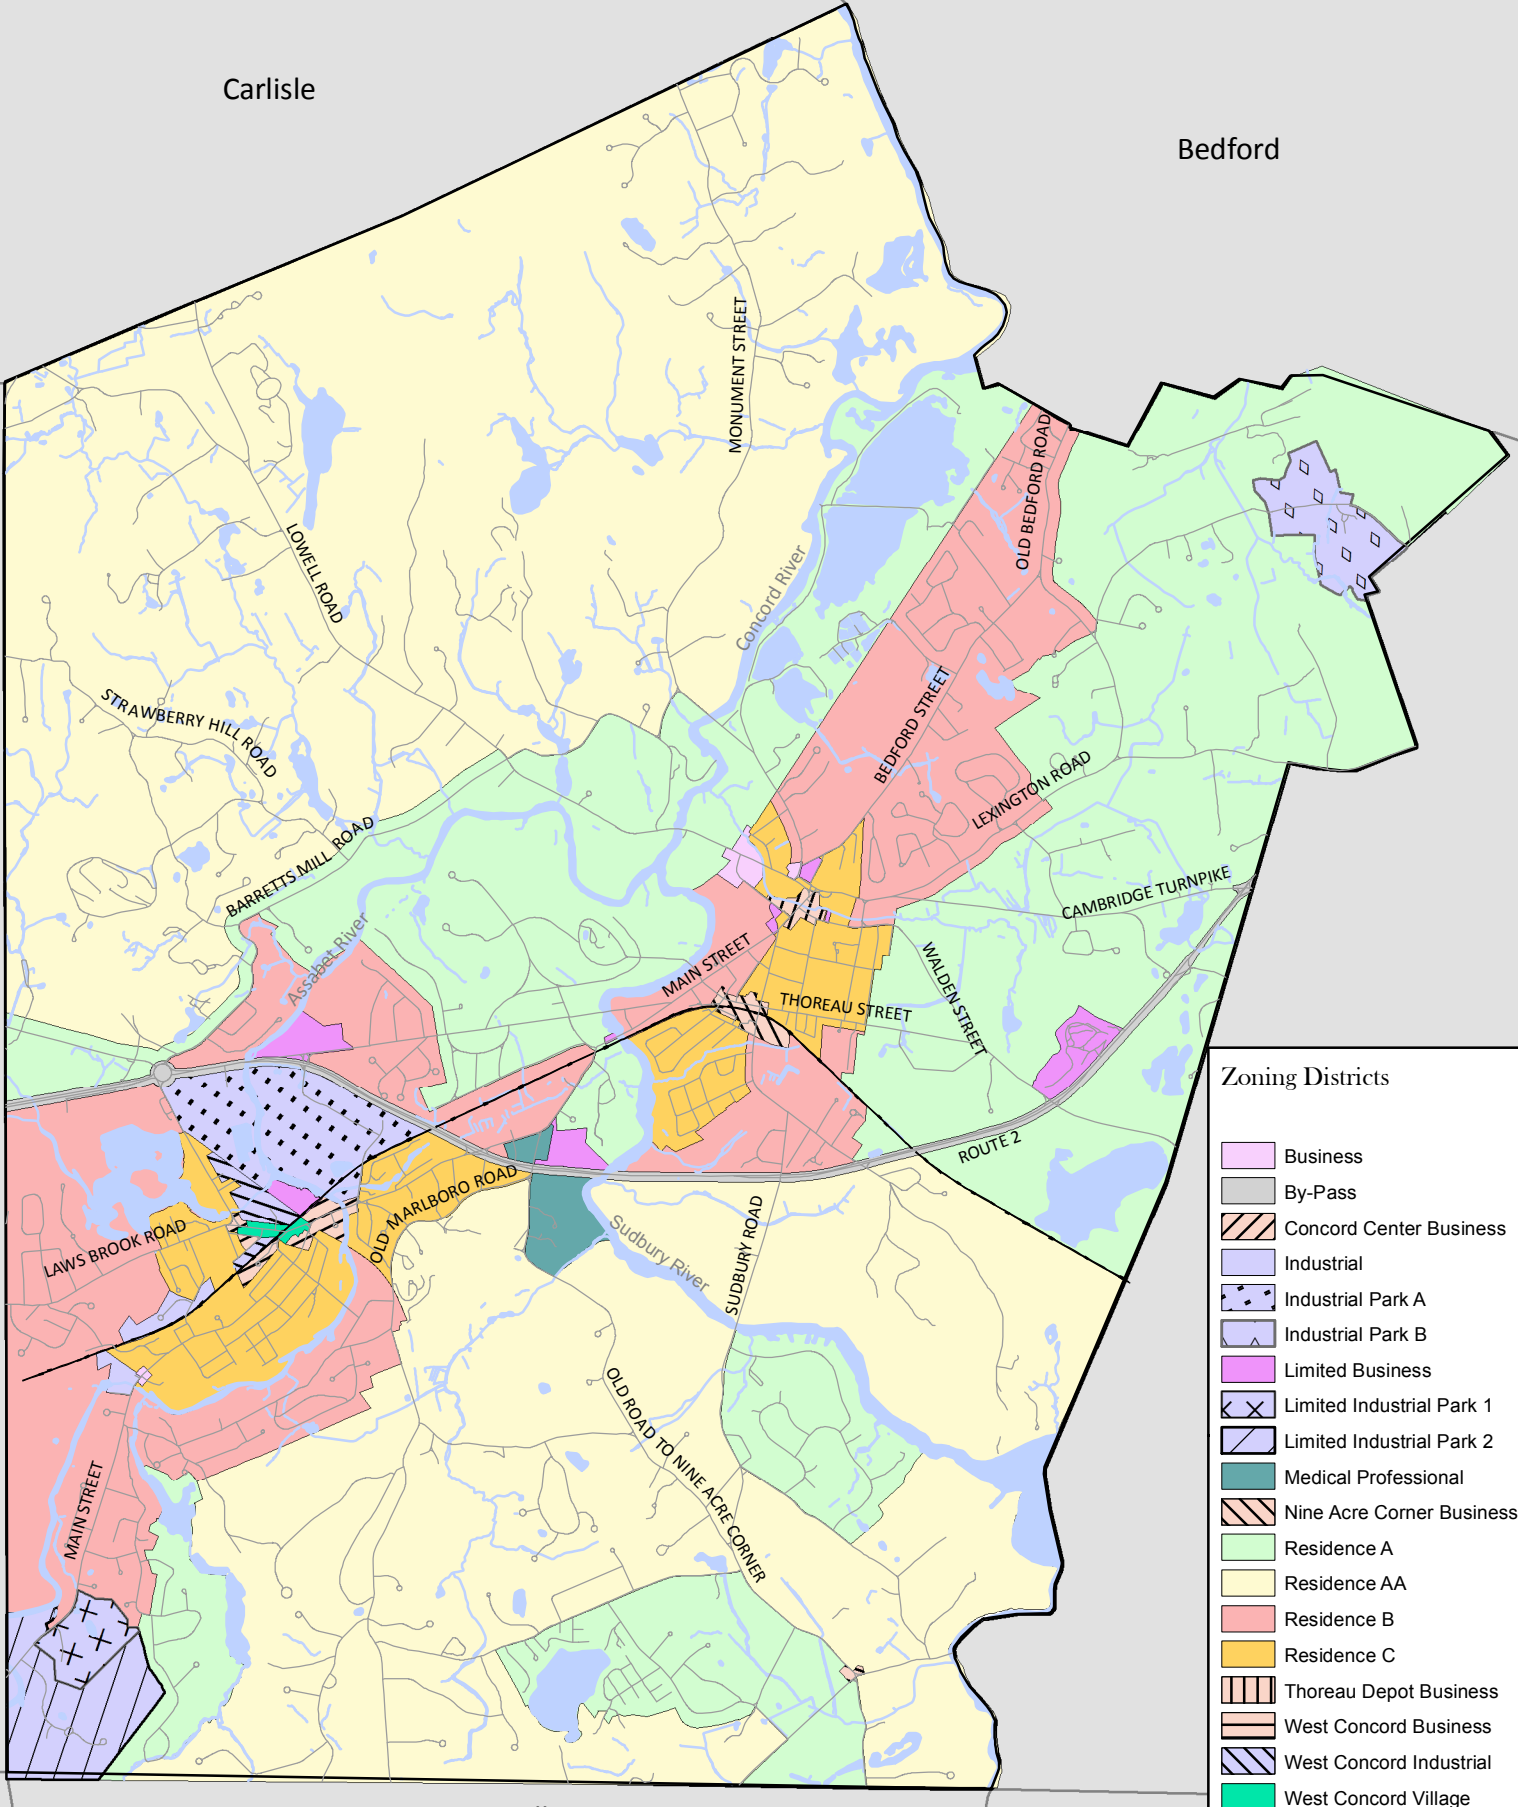 Carlisle
Bedford
MONUMENT STREET
OLD BEDFORD ROAD
LOWELL ROAD
Concord River
STRAWBERRY HILL ROAD
BEDFORD STREET
LEXINGTON ROAD
BARRETTS MILL ROAD
CAMBRIDGE TURNPIKE
Assabet River
MAIN STREET
WALDEN STREET
THOREAU STREET
ROUTE 2
OLD MARLBORO ROAD
LAWS BROOK ROAD
Sudbury River
SUDBURY ROAD
OLD ROAD TO NINE ACRE CORNER
MAIN STREET
Zoning Districts
Business
By-Pass
Concord Center Business
Industrial
Industrial Park A
Industrial Park B
Limited Business
Limited Industrial Park 1
Limited Industrial Park 2
Medical Professional
Nine Acre Corner Business
Residence A
Residence AA
Residence B
Residence C
Thoreau Depot Business
West Concord Business
West Concord Industrial
West Concord Village